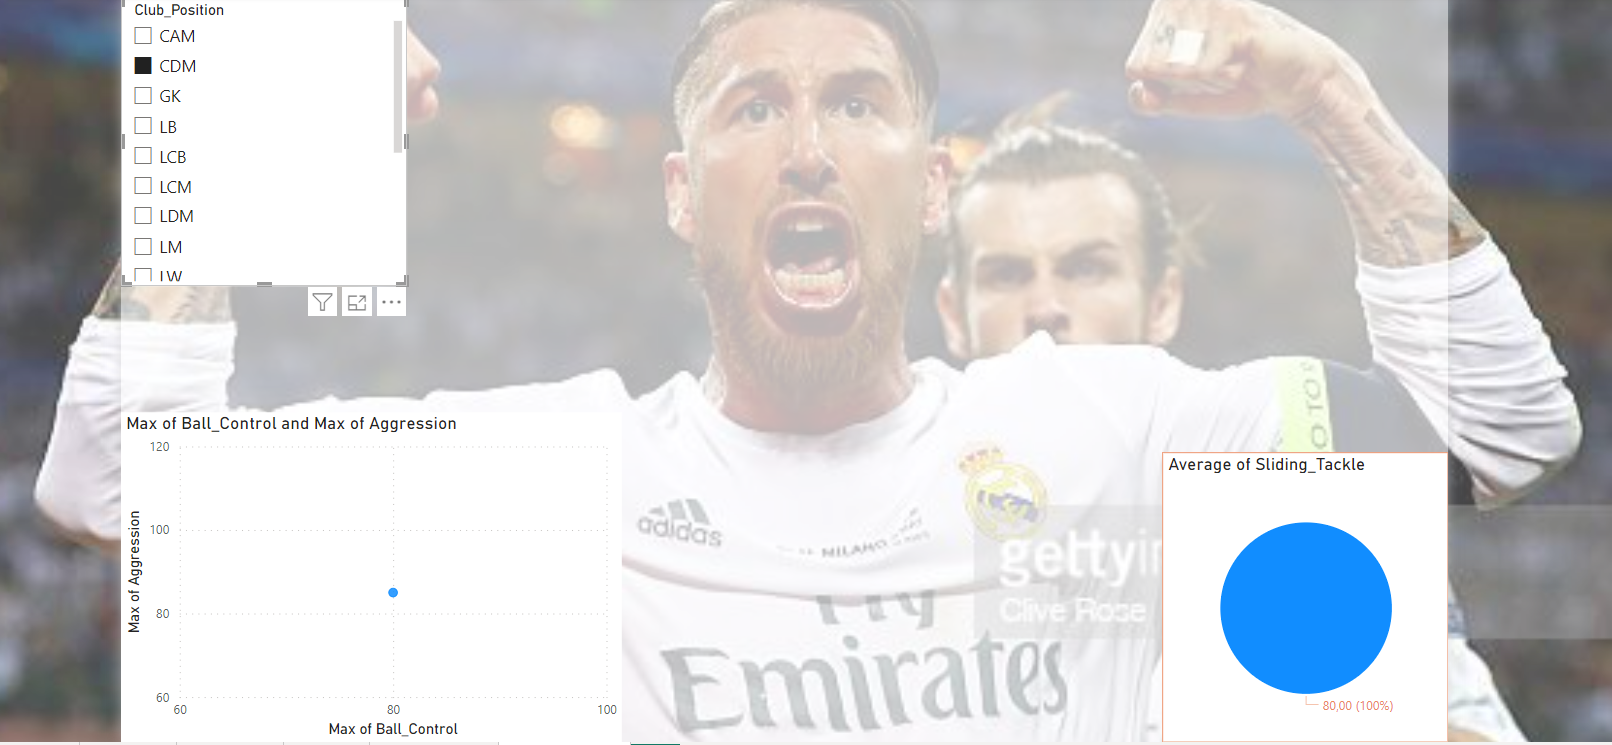 Club_Position
CAM
CDM
GK
LB
LCB
LCM
LDM
LM
LW
Max of Ball_Control and Max of Aggression
120
100
80
60
Max of Aggression
60
80
100
Max of Ball_Control
Average of Sliding_Tackle
80,00 (100%)
adidas
MILANO
gettyi
Clive Rose
Fly
Emirates